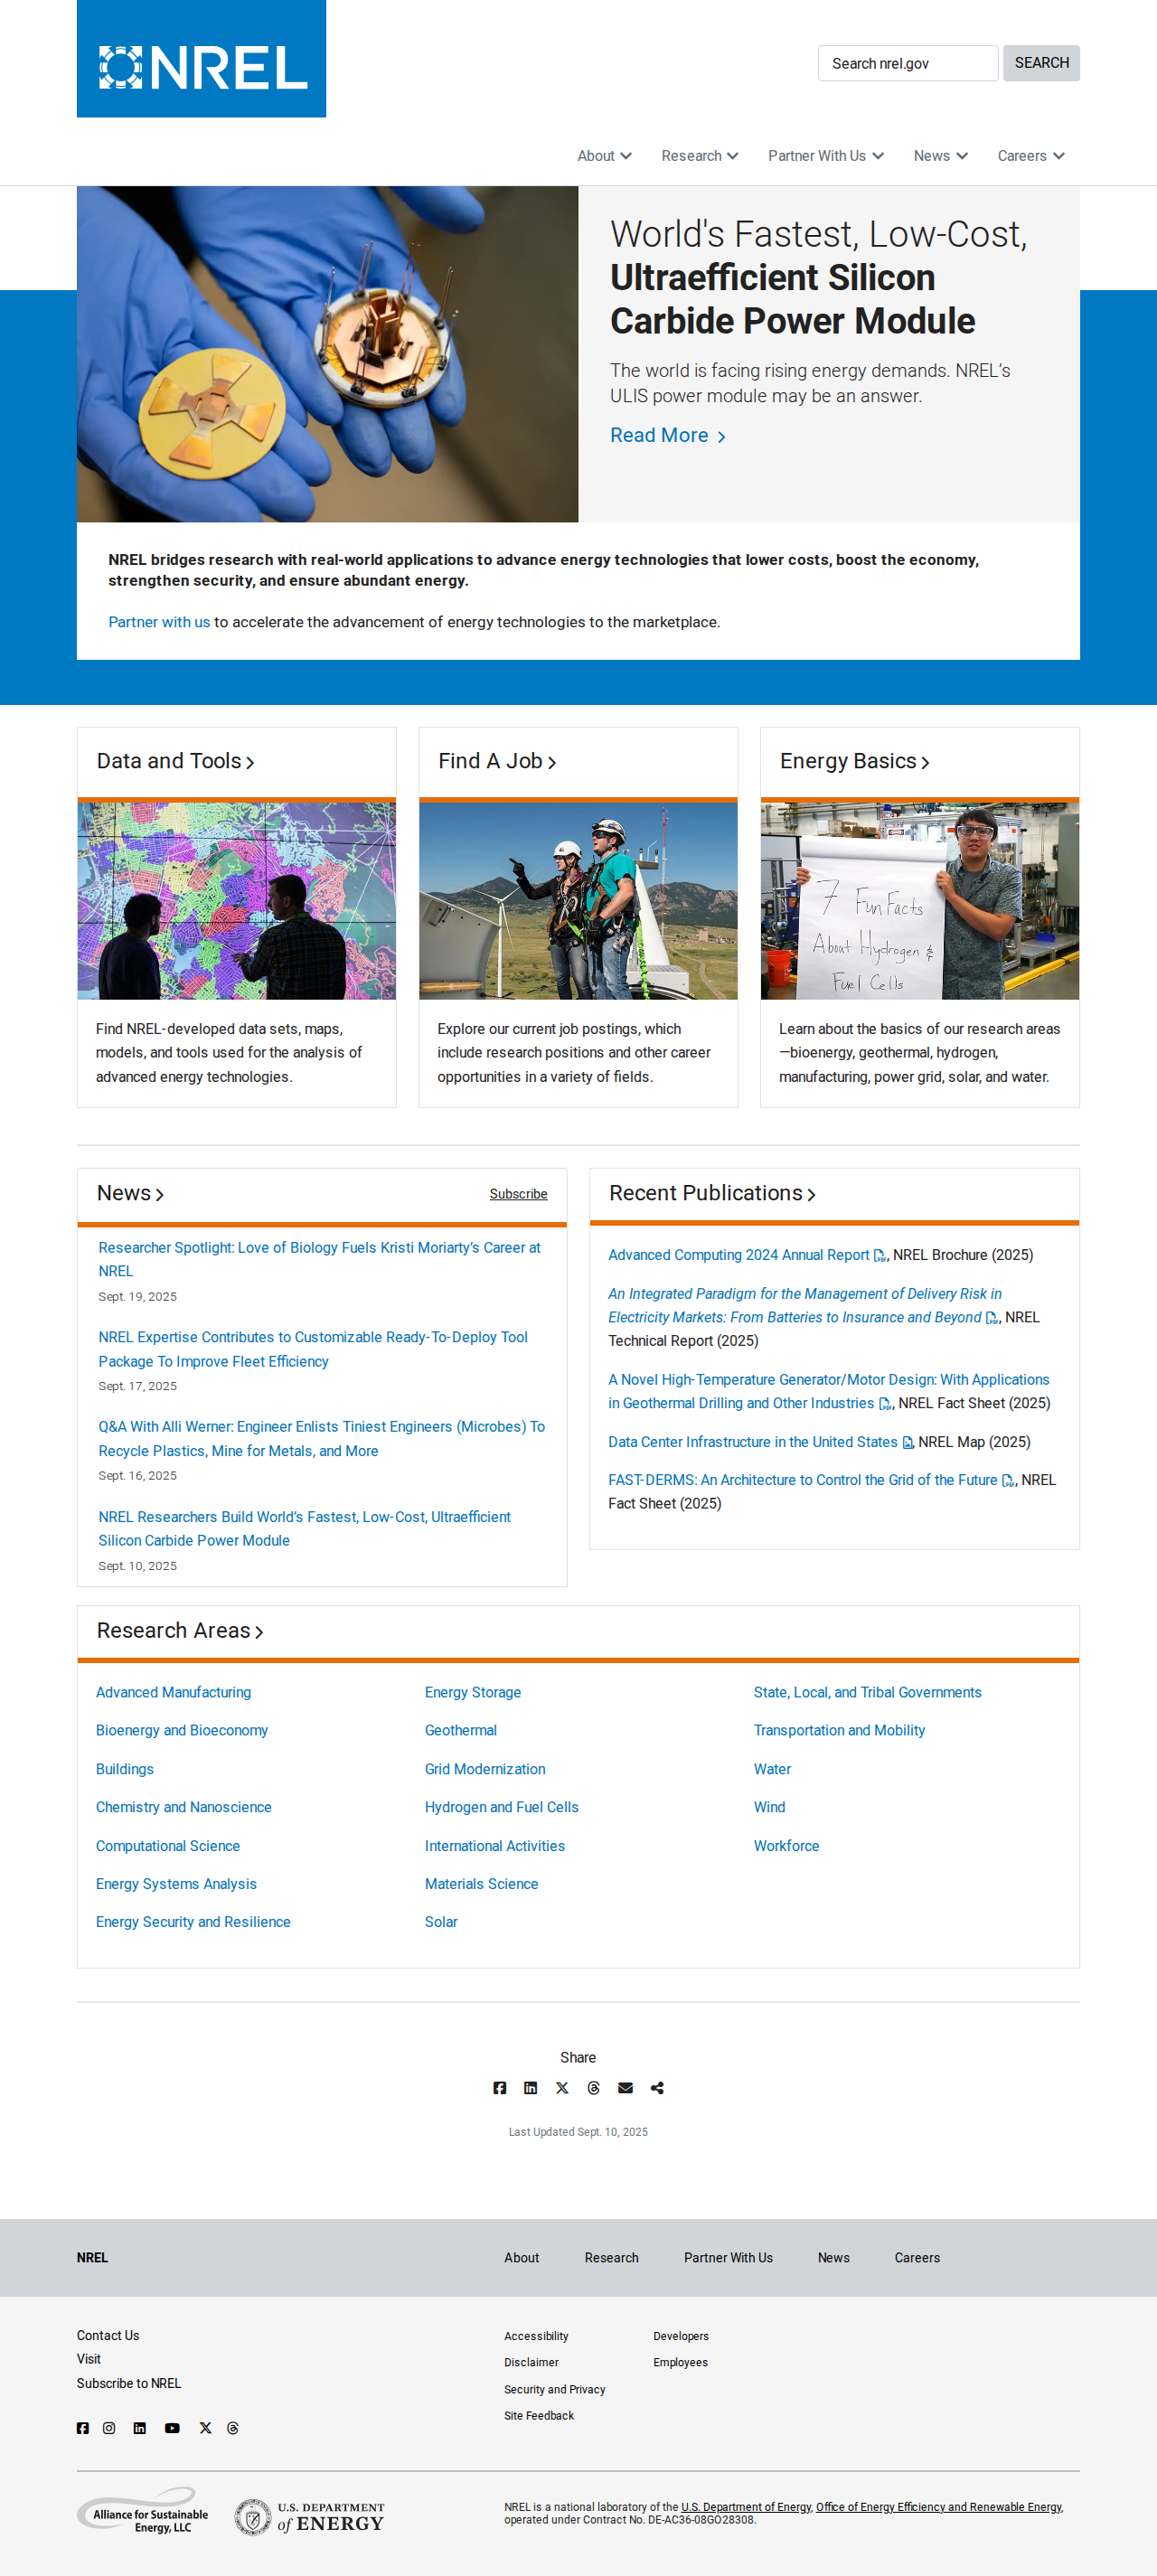 NREL
Search nrel.gov
SEARCH
About
Research
Partner With Us
News
Careers
World's Fastest, Low-Cost,
Ultraefficient Silicon
Carbide Power Module
The world is facing rising energy demands. NREL’s
ULIS power module may be an answer.
Read More
NREL bridges research with real-world applications to advance energy technologies that lower costs, boost the economy,
strengthen security, and ensure abundant energy.
Partner with us to accelerate the advancement of energy technologies to the marketplace.
Data and Tools
Find NREL-developed data sets, maps,
models, and tools used for the analysis of
advanced energy technologies.
Find A Job
Explore our current job postings, which
include research positions and other career
opportunities in a variety of fields.
Energy Basics
7 Fun Facts
About Hydrogen &
Fuel Cells
Learn about the basics of our research areas
—bioenergy, geothermal, hydrogen,
manufacturing, power grid, solar, and water.
News
Subscribe
Researcher Spotlight: Love of Biology Fuels Kristi Moriarty’s Career at
NREL
Sept. 19, 2025
NREL Expertise Contributes to Customizable Ready-To-Deploy Tool
Package To Improve Fleet Efficiency
Sept. 17, 2025
Q&A With Alli Werner: Engineer Enlists Tiniest Engineers (Microbes) To
Recycle Plastics, Mine for Metals, and More
Sept. 16, 2025
NREL Researchers Build World’s Fastest, Low-Cost, Ultraefficient
Silicon Carbide Power Module
Sept. 10, 2025
Recent Publications
Advanced Computing 2024 Annual Report, NREL Brochure (2025)
An Integrated Paradigm for the Management of Delivery Risk in
Electricity Markets: From Batteries to Insurance and Beyond, NREL
Technical Report (2025)
A Novel High-Temperature Generator/Motor Design: With Applications
in Geothermal Drilling and Other Industries, NREL Fact Sheet (2025)
Data Center Infrastructure in the United States, NREL Map (2025)
FAST-DERMS: An Architecture to Control the Grid of the Future, NREL
Fact Sheet (2025)
Research Areas
Advanced Manufacturing
Bioenergy and Bioeconomy
Buildings
Chemistry and Nanoscience
Computational Science
Energy Systems Analysis
Energy Security and Resilience
Energy Storage
Geothermal
Grid Modernization
Hydrogen and Fuel Cells
International Activities
Materials Science
Solar
State, Local, and Tribal Governments
Transportation and Mobility
Water
Wind
Workforce
Share
Last Updated Sept. 10, 2025
NREL
About
Research
Partner With Us
News
Careers
Contact Us
Visit
Subscribe to NREL
Accessibility
Disclaimer
Security and Privacy
Site Feedback
Developers
Employees
Alliance for Sustainable
Energy, LLC
U.S. DEPARTMENT
of ENERGY
NREL is a national laboratory of the U.S. Department of Energy, Office of Energy Efficiency and Renewable Energy,
operated under Contract No. DE-AC36-08GO28308.